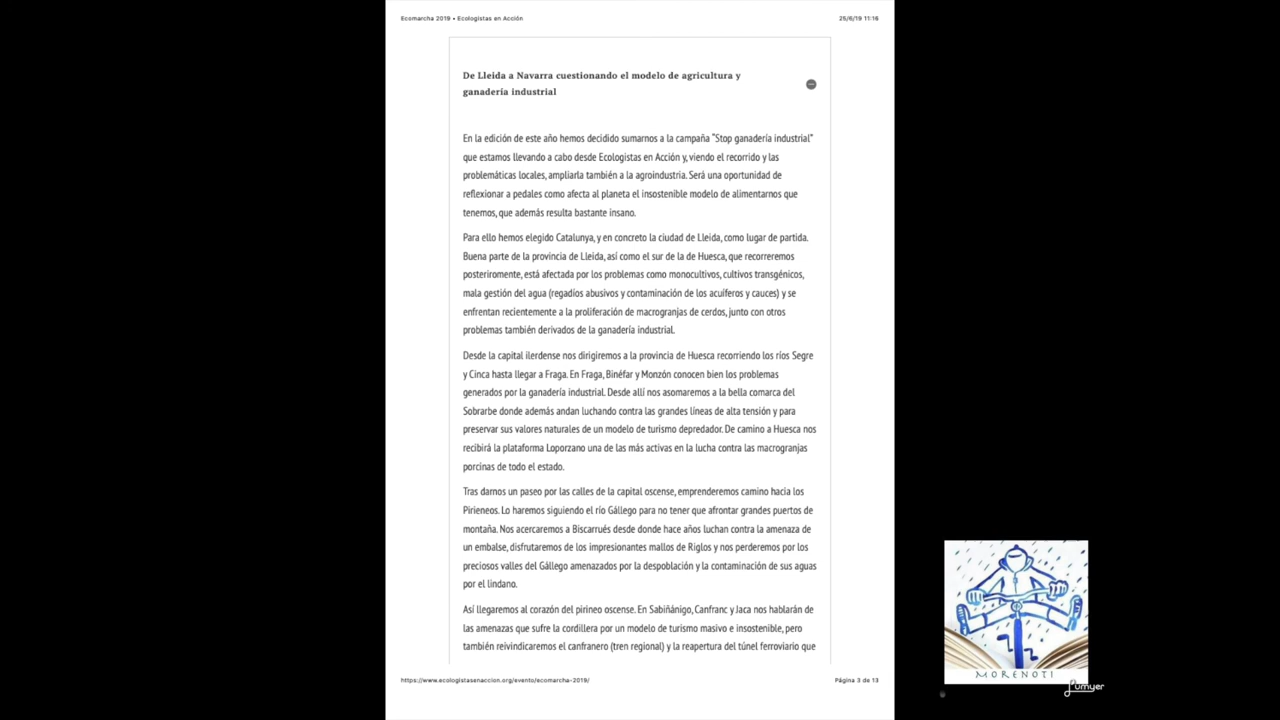 Ecomarcha 2019 • Ecologistas en Acción
25/6/19 11:16
De Lleida a Navarra cuestionando el modelo de agricultura y
ganadería industrial
En la edición de este año hemos decidido sumarnos a la campaña “Stop ganadería industrial”
que estamos llevando a cabo desde Ecologistas en Acción y, viendo el recorrido y las
problemáticas locales, ampliarla también a la agroindustria. Será una oportunidad de
reflexionar a pedales como afecta al planeta el insostenible modelo de alimentarnos que
tenemos, que además resulta bastante insano.
Para ello hemos elegido Catalunya, y en concreto la ciudad de Lleida, como lugar de partida.
Buena parte de la provincia de Lleida, así como el sur de la de Huesca, que recorreremos
posteriromente, está afectada por los problemas como monocultivos, cultivos transgénicos,
mala gestión del agua (regadíos abusivos y contaminación de los acuíferos y cauces) y se
enfrentan recientemente a la proliferación de macrogranjas de cerdos, junto con otros
problemas también derivados de la ganadería industrial.
Desde la capital ilerdense nos dirigiremos a la provincia de Huesca recorriendo los ríos Segre
y Cinca hasta llegar a Fraga. En Fraga, Binéfar y Monzón conocen bien los problemas
generados por la ganadería industrial. Desde allí nos asomaremos a la bella comarca del
Sobrarbe donde además andan luchando contra las grandes líneas de alta tensión y para
preservar sus valores naturales de un modelo de turismo depredador. De camino a Huesca nos
recibirá la plataforma Loporzano una de las más activas en la lucha contra las macrogranjas
porcinas de todo el estado.
Tras darnos un paseo por las calles de la capital oscense, emprenderemos camino hacia los
Pirieneos. Lo haremos siguiendo el río Gállego para no tener que afrontar grandes puertos de
montaña. Nos acercaremos a Biscarrués desde donde hace años luchan contra la amenaza de
un embalse, disfrutaremos de los impresionantes mallos de Riglos y nos perderemos por los
preciosos valles del Gállego amenazados por la despoblación y la contaminación de sus aguas
por el lindano.
Así llegaremos al corazón del pirineo oscense. En Sabiñánigo, Canfranc y Jaca nos hablarán de
las amenazas que sufre la cordillera por un modelo de turismo masivo e insostenible, pero
también reivindicaremos el canfranero (tren regional) y la reapertura del túnel ferroviario que
https://www.ecologistasenaccion.org/evento/ecomarcha-2019/
Página 3 de 13
MORENOTI
Lumyer